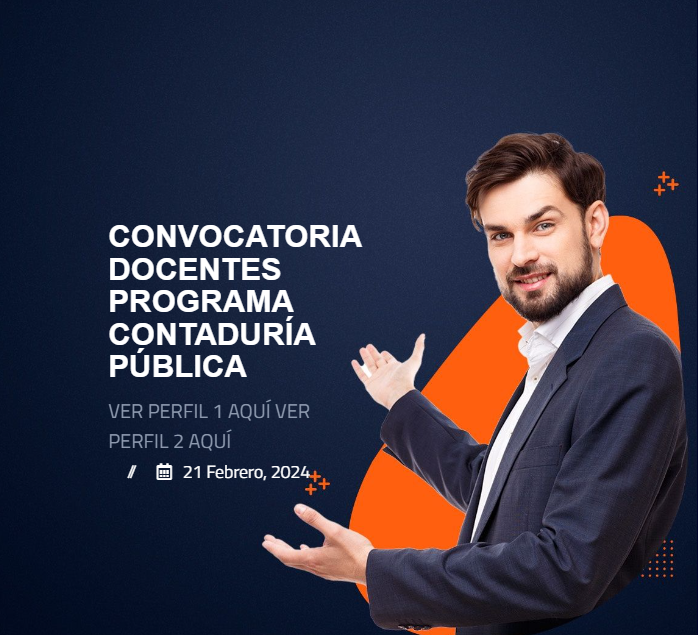 CONVOCATORIA
DOCENTES
PROGRAMA
CONTADURÍA
PÚBLICA
VER PERFIL 1 AQUÍ VER
PERFIL 2 AQUÍ
// 21 Febrero, 2024